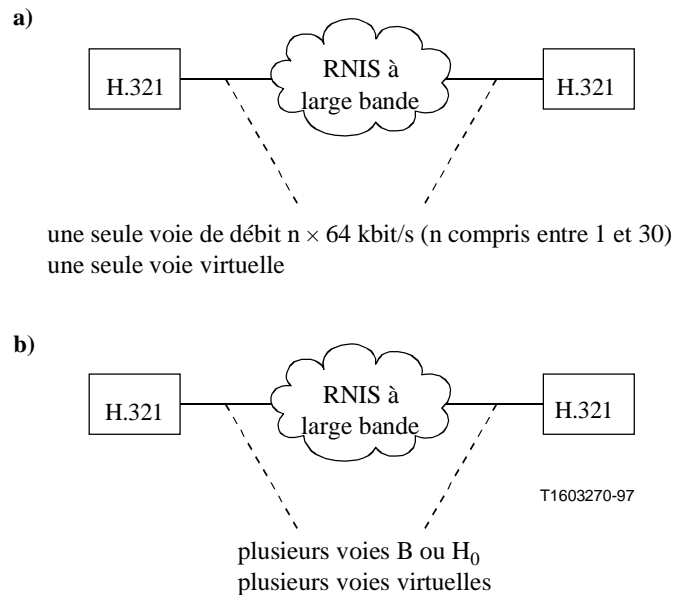 a)
H.321
RNIS à
large bande
H.321
une seule voie de débit n × 64 kbit/s (n compris entre 1 et 30)
une seule voie virtuelle
b)
H.321
RNIS à
large bande
H.321
T1603270-97
plusieurs voies B ou H₀
plusieurs voies virtuelles